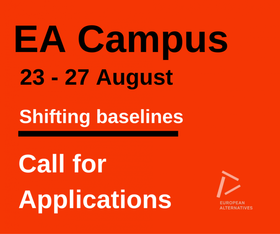 EA Campus
23 - 27 August
Shifting baselines
Call for
Applications
EUROPEAN
ALTERNATIVES